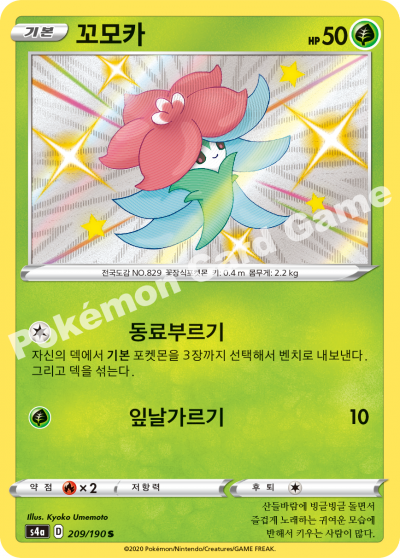 기본 꼬모카 HP 50
전국도감 NO.829 꽃장식포켓몬 키: 0.4 m 몸무게: 2.2 kg
Pokémon Card Game
동료부르기
자신의 덱에서 기본 포켓몬을 3장까지 선택해서 벤치로 내보낸다.
그리고 덱을 섞는다.
잎날가르기 10
약점 ×2 저항력 후퇴
Illus. Kyoko Umemoto
s4a D 209/190 S
산들바람에 빙글빙글 돌면서
즐겁게 노래하는 귀여운 모습에
반해서 키우는 사람이 많다.
©2020 Pokémon/Nintendo/Creatures/GAME FREAK.